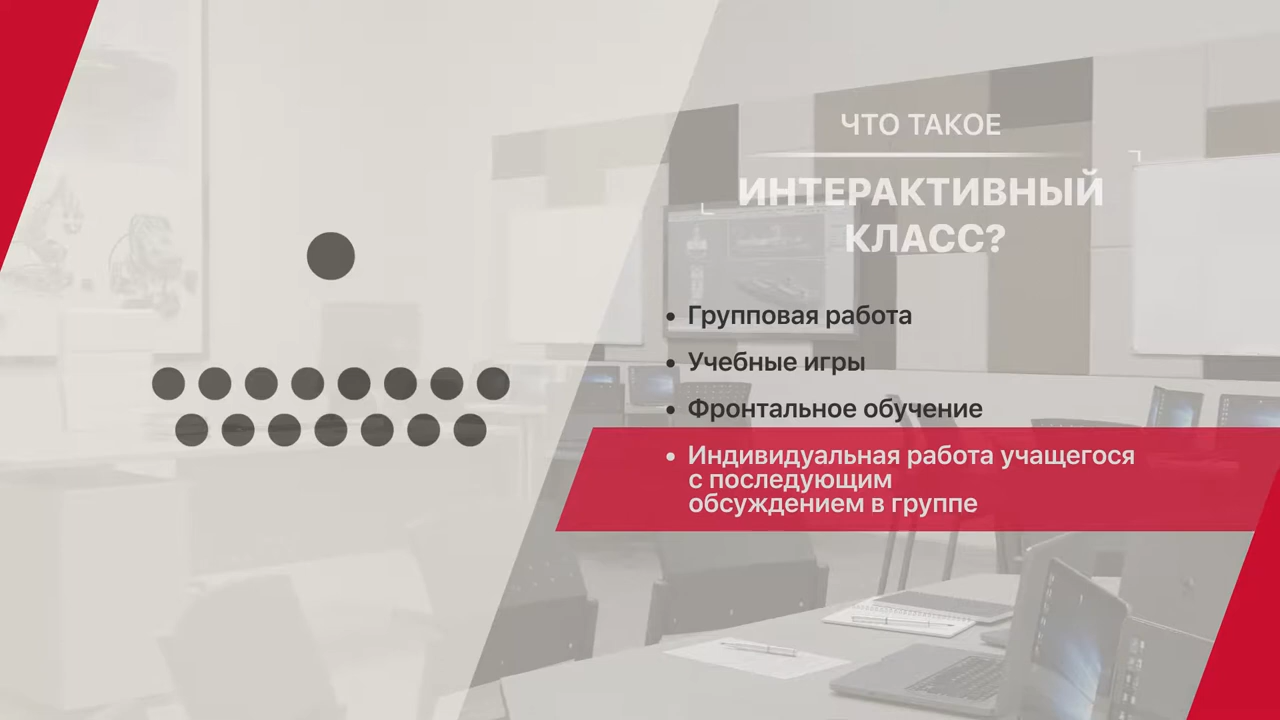 ЧТО ТАКОЕ
ИНТЕРАКТИВНЫЙ
КЛАСС?
• Групповая работа
• Учебные игры
• Фронтальное обучение
• Индивидуальная работа учащегося
с последующим
обсуждением в группе